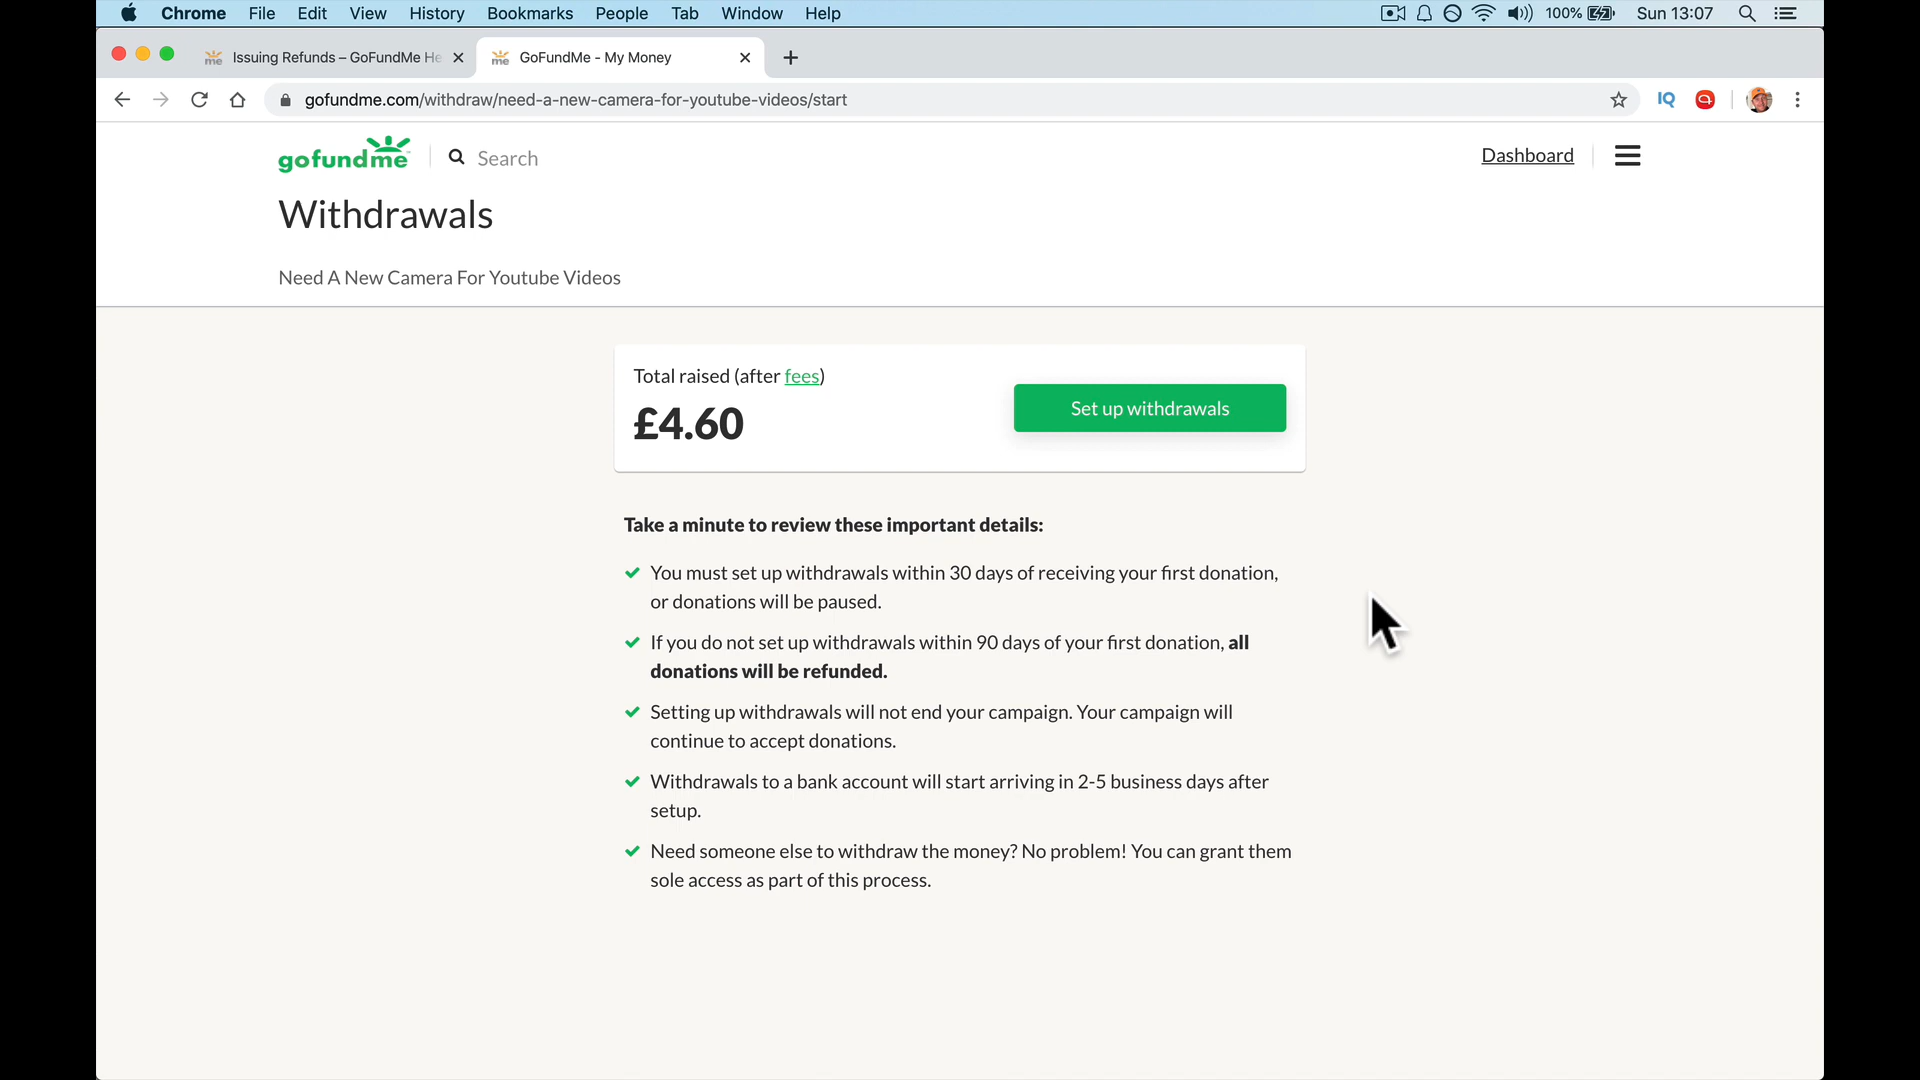 Chrome File Edit View History Bookmarks People Tab Window Help 100% Sun 13:07
me Issuing Refunds – GoFundMe He me GoFundMe - My Money
gofundme.com/withdraw/need-a-new-camera-for-youtube-videos/start IQ
gofundme Search Dashboard
Withdrawals
Need A New Camera For Youtube Videos
Total raised (after fees)
£4.60
Set up withdrawals
Take a minute to review these important details:
You must set up withdrawals within 30 days of receiving your first donation,
or donations will be paused.
If you do not set up withdrawals within 90 days of your first donation, all
donations will be refunded.
Setting up withdrawals will not end your campaign. Your campaign will
continue to accept donations.
Withdrawals to a bank account will start arriving in 2-5 business days after
setup.
Need someone else to withdraw the money? No problem! You can grant them
sole access as part of this process.